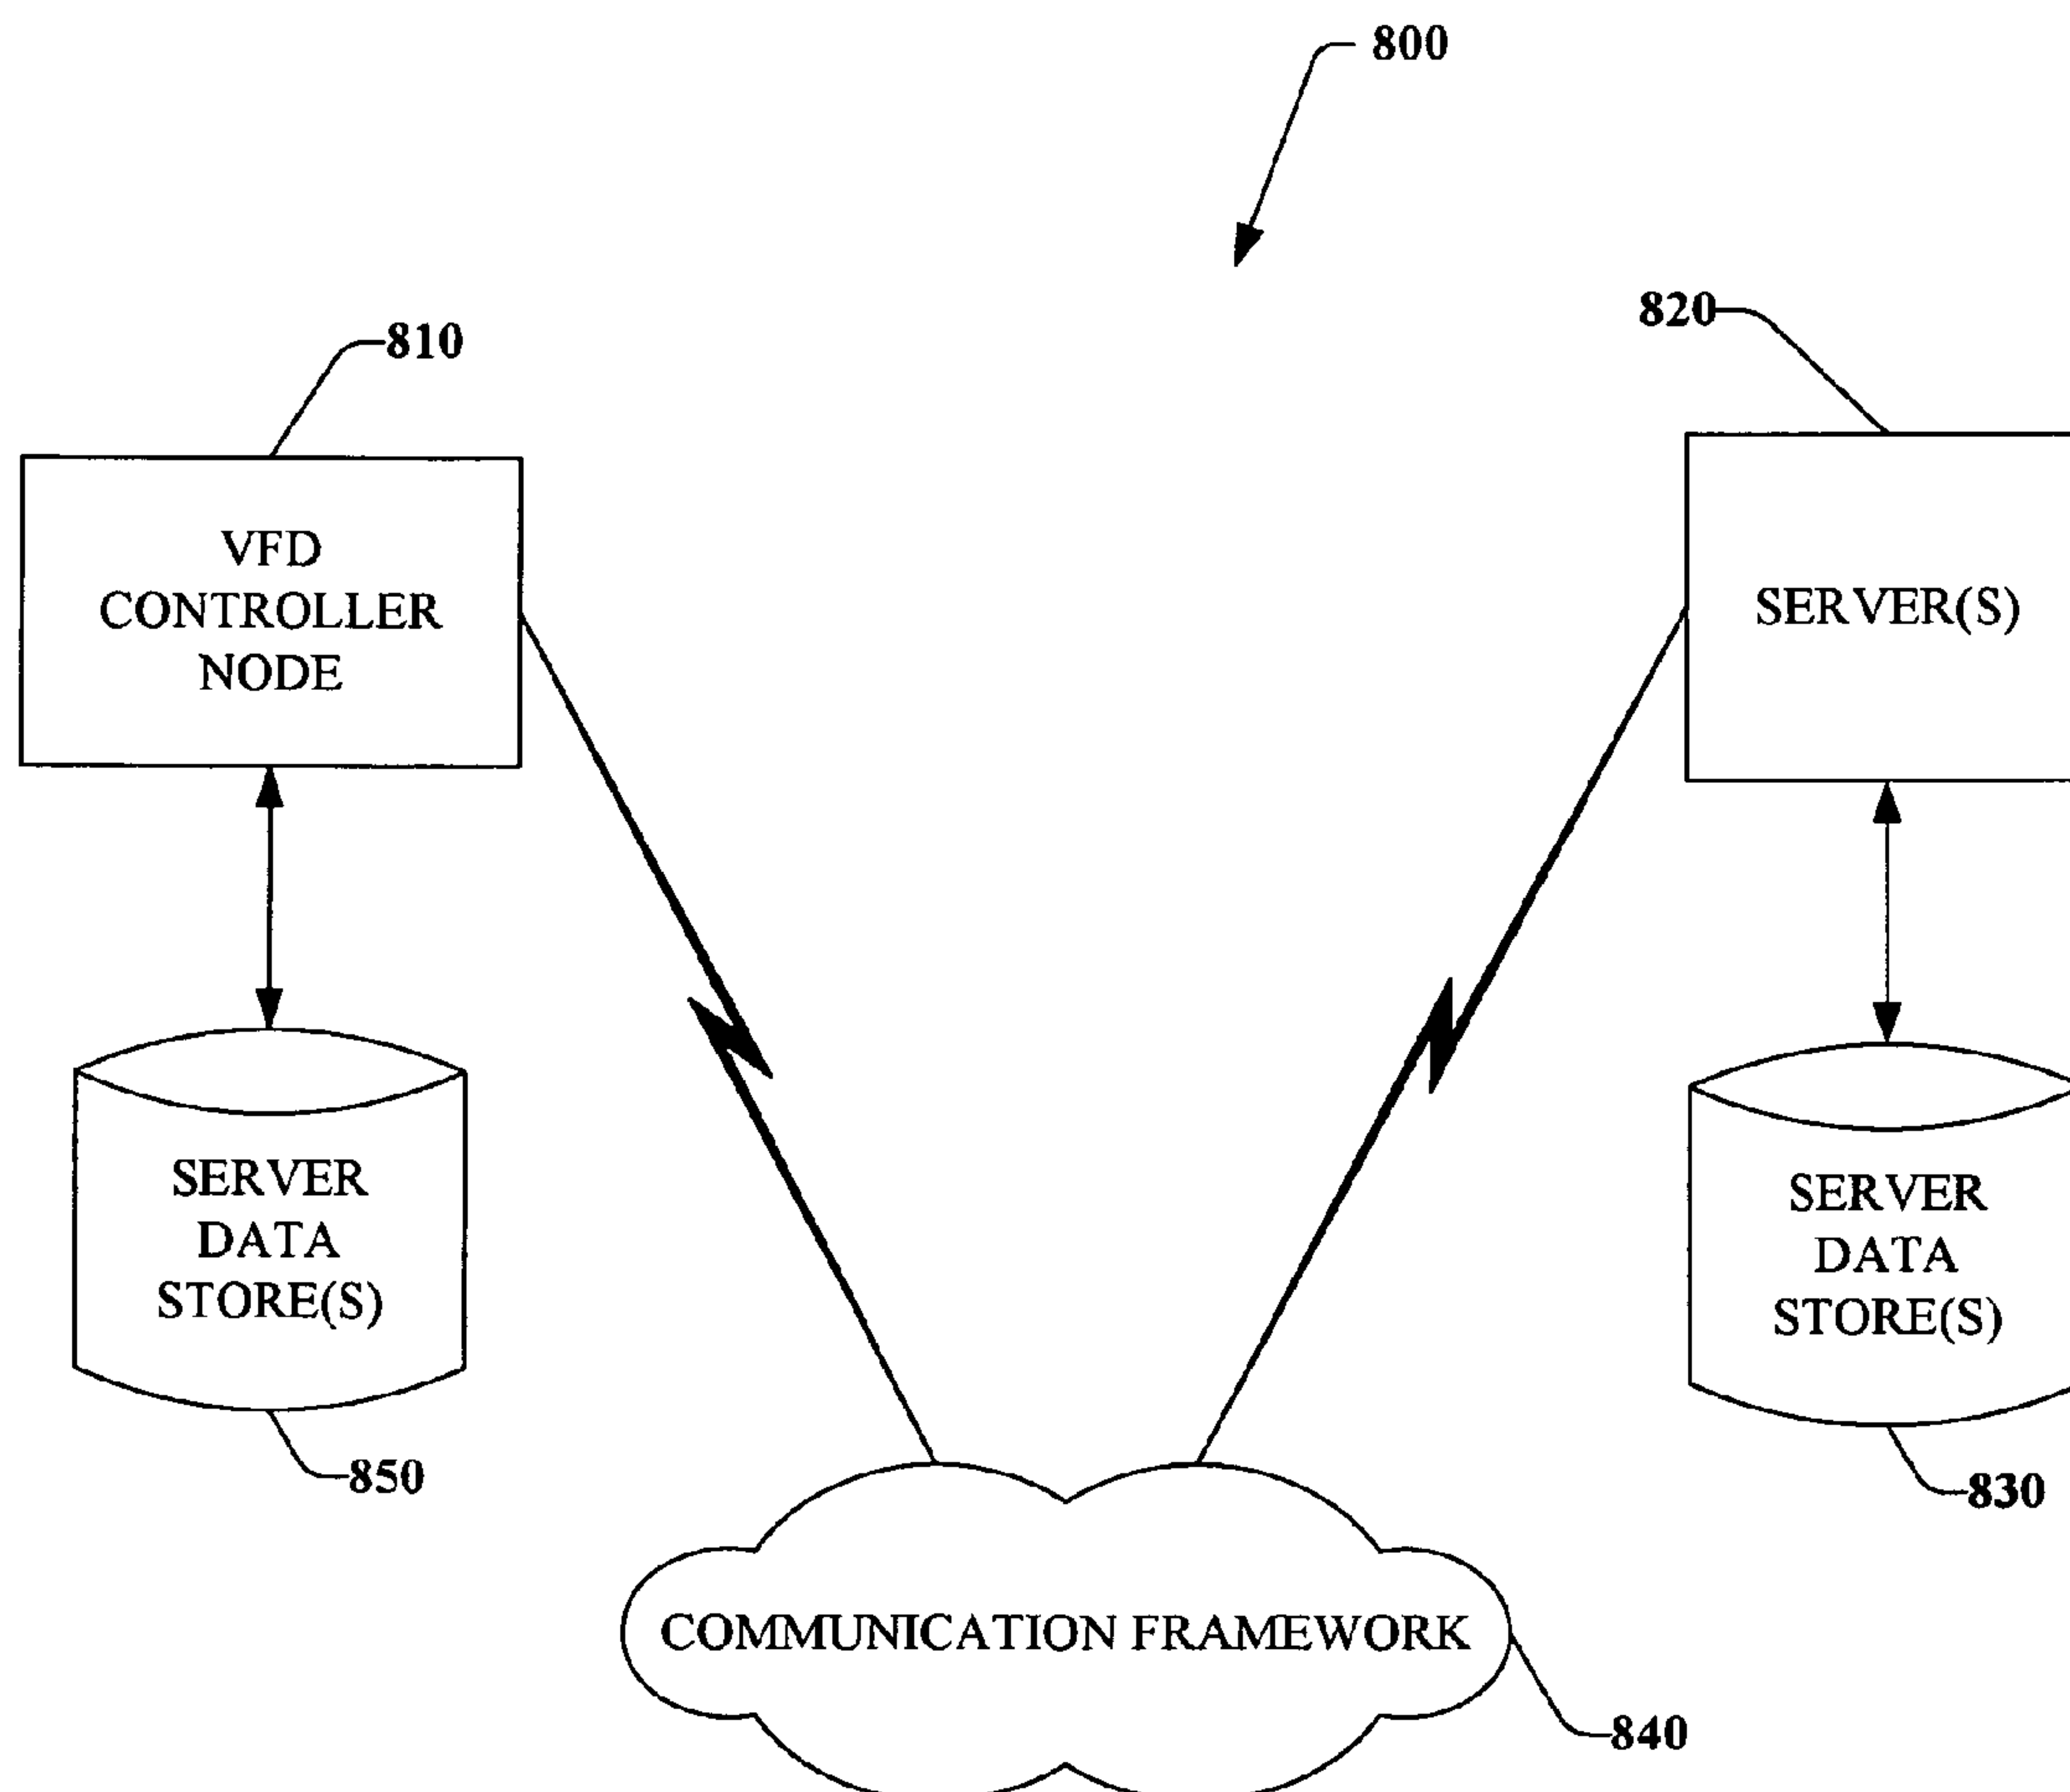 800
810
820
VFD
CONTROLLER
NODE
SERVER(S)
SERVER
DATA
STORE(S)
SERVER
DATA
STORE(S)
850
830
COMMUNICATION FRAMEWORK
840